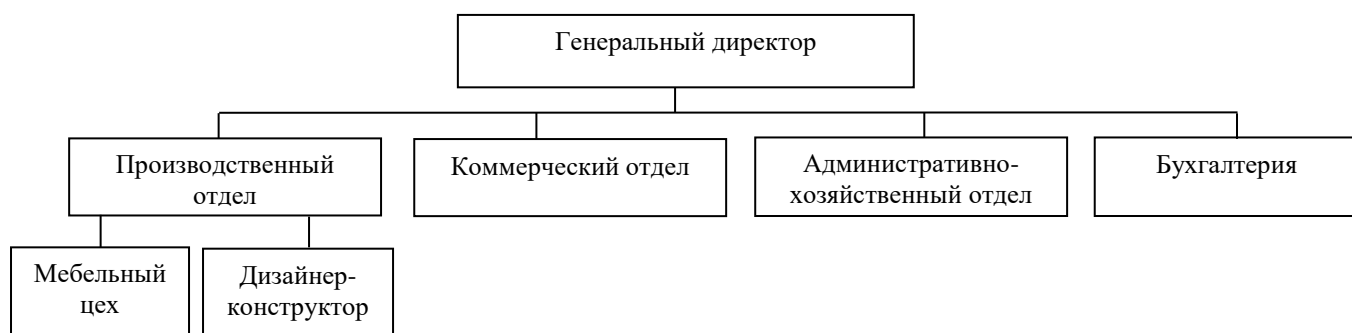 Генеральный директор
Производственный
отдел
Коммерческий отдел
Административно-
хозяйственный отдел
Бухгалтерия
Мебельный
цех
Дизайнер-
конструктор